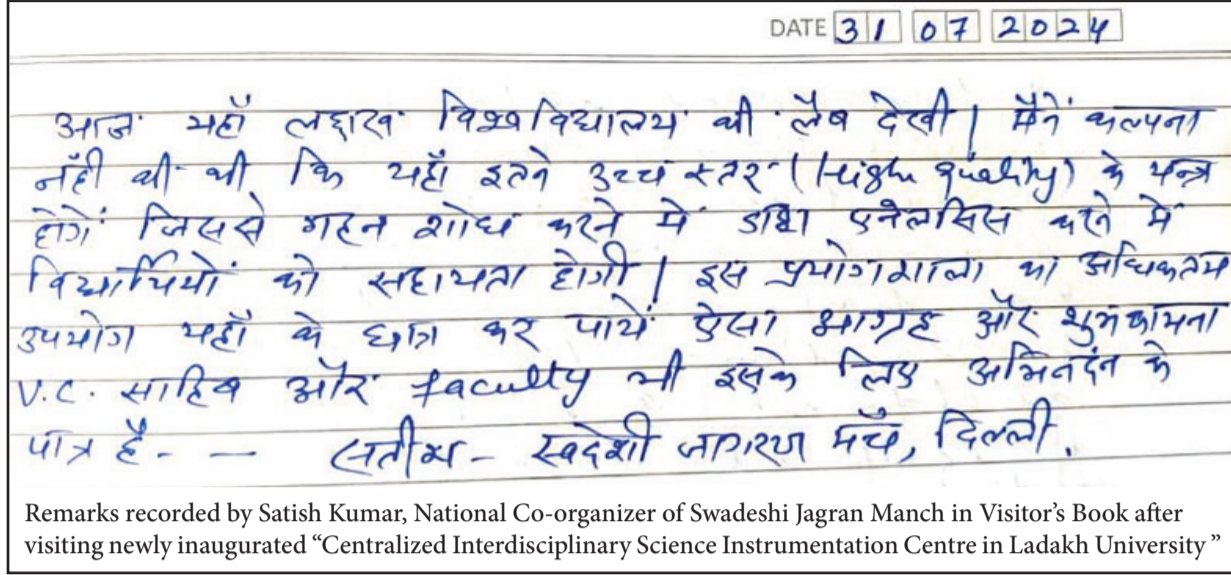 DATE 31 07 2024
आज यहाँ लद्दाख विश्वविद्यालय की लैब देखी। मैनें कल्पना
नहीं की थी कि यहाँ इतने उच्च स्तर (High Quality) के यन्त्र
होगें जिससे गहन शोध करने में डाटा एनेलसिस करने में
विद्यार्थियों को सहायता होगी। इस प्रयोगशाला का अधिकतम
उपयोग यहाँ के छात्र कर पायें ऐसा आग्रह और शुभकामना
V.C. साहिब और faculty भी इसके लिए अभिनदंन के
पात्र है. — सतीश - स्वदेशी जागरण मँच, दिल्ली.
Remarks recorded by Satish Kumar, National Co-organizer of Swadeshi Jagran Manch in Visitor's Book after
visiting newly inaugurated “Centralized Interdisciplinary Science Instrumentation Centre in Ladakh University ”